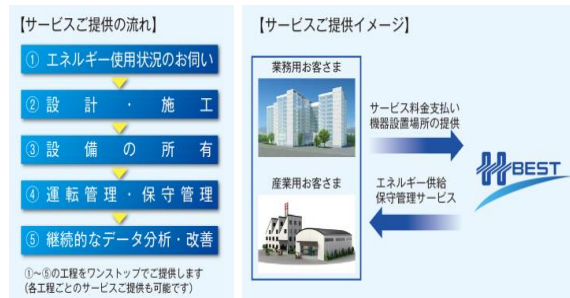 【サービスご提供の流れ】
① エネルギー使用状況のお伺い
② 設計・施工
③ 設備の所有
④ 運転管理・保守管理
⑤ 継続的なデータ分析・改善
①~⑤の工程をワンストップでご提供します
(各工程ごとのサービスご提供も可能です)
【サービスご提供イメージ】
業務用お客さま
サービス料金支払い
機器設置場所の提供
産業用お客さま
エネルギー供給
保守管理サービス
BEST